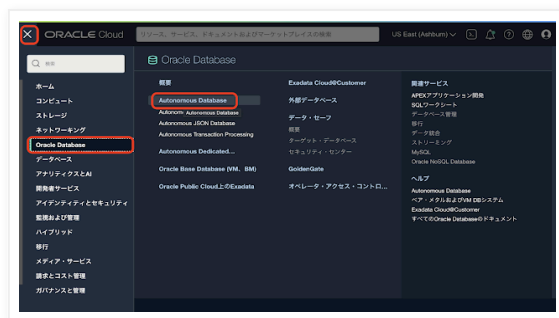 ORACLE Cloud
リソース、サービス、ドキュメントおよびマーケットプレイスの検索
US East (Ashburn)
検索
ホーム
コンピュート
ストレージ
ネットワーキング
Oracle Database
データベース
アナリティクスとAI
開発者サービス
アイデンティティとセキュリティ
監視および管理
ハイブリッド
移行
メディア・サービス
請求とコスト管理
ガバナンスと管理
Oracle Database
概要
Autonomous Database
Autonom
Autonomous Database
Autonomous JSON Database
Autonomous Transaction Processing
Autonomous Dedicated...
Oracle Base Database (VM、BM)
Oracle Public Cloud上のExadata
Exadata Cloud@Customer
外部データベース
データ・セーフ
概要
ターゲット・データベース
セキュリティ・センター
GoldenGate
オペレータ・アクセス・コントロ...
関連サービス
APEXアプリケーション開発
SQLワークシート
データベース管理
移行
データ統合
ストリーミング
MySQL
Oracle NoSQL Database
ヘルプ
Autonomous Database
ベア・メタルおよびVM DBシステム
Exadata Cloud@Customer
すべてのOracle Databaseのドキュメント